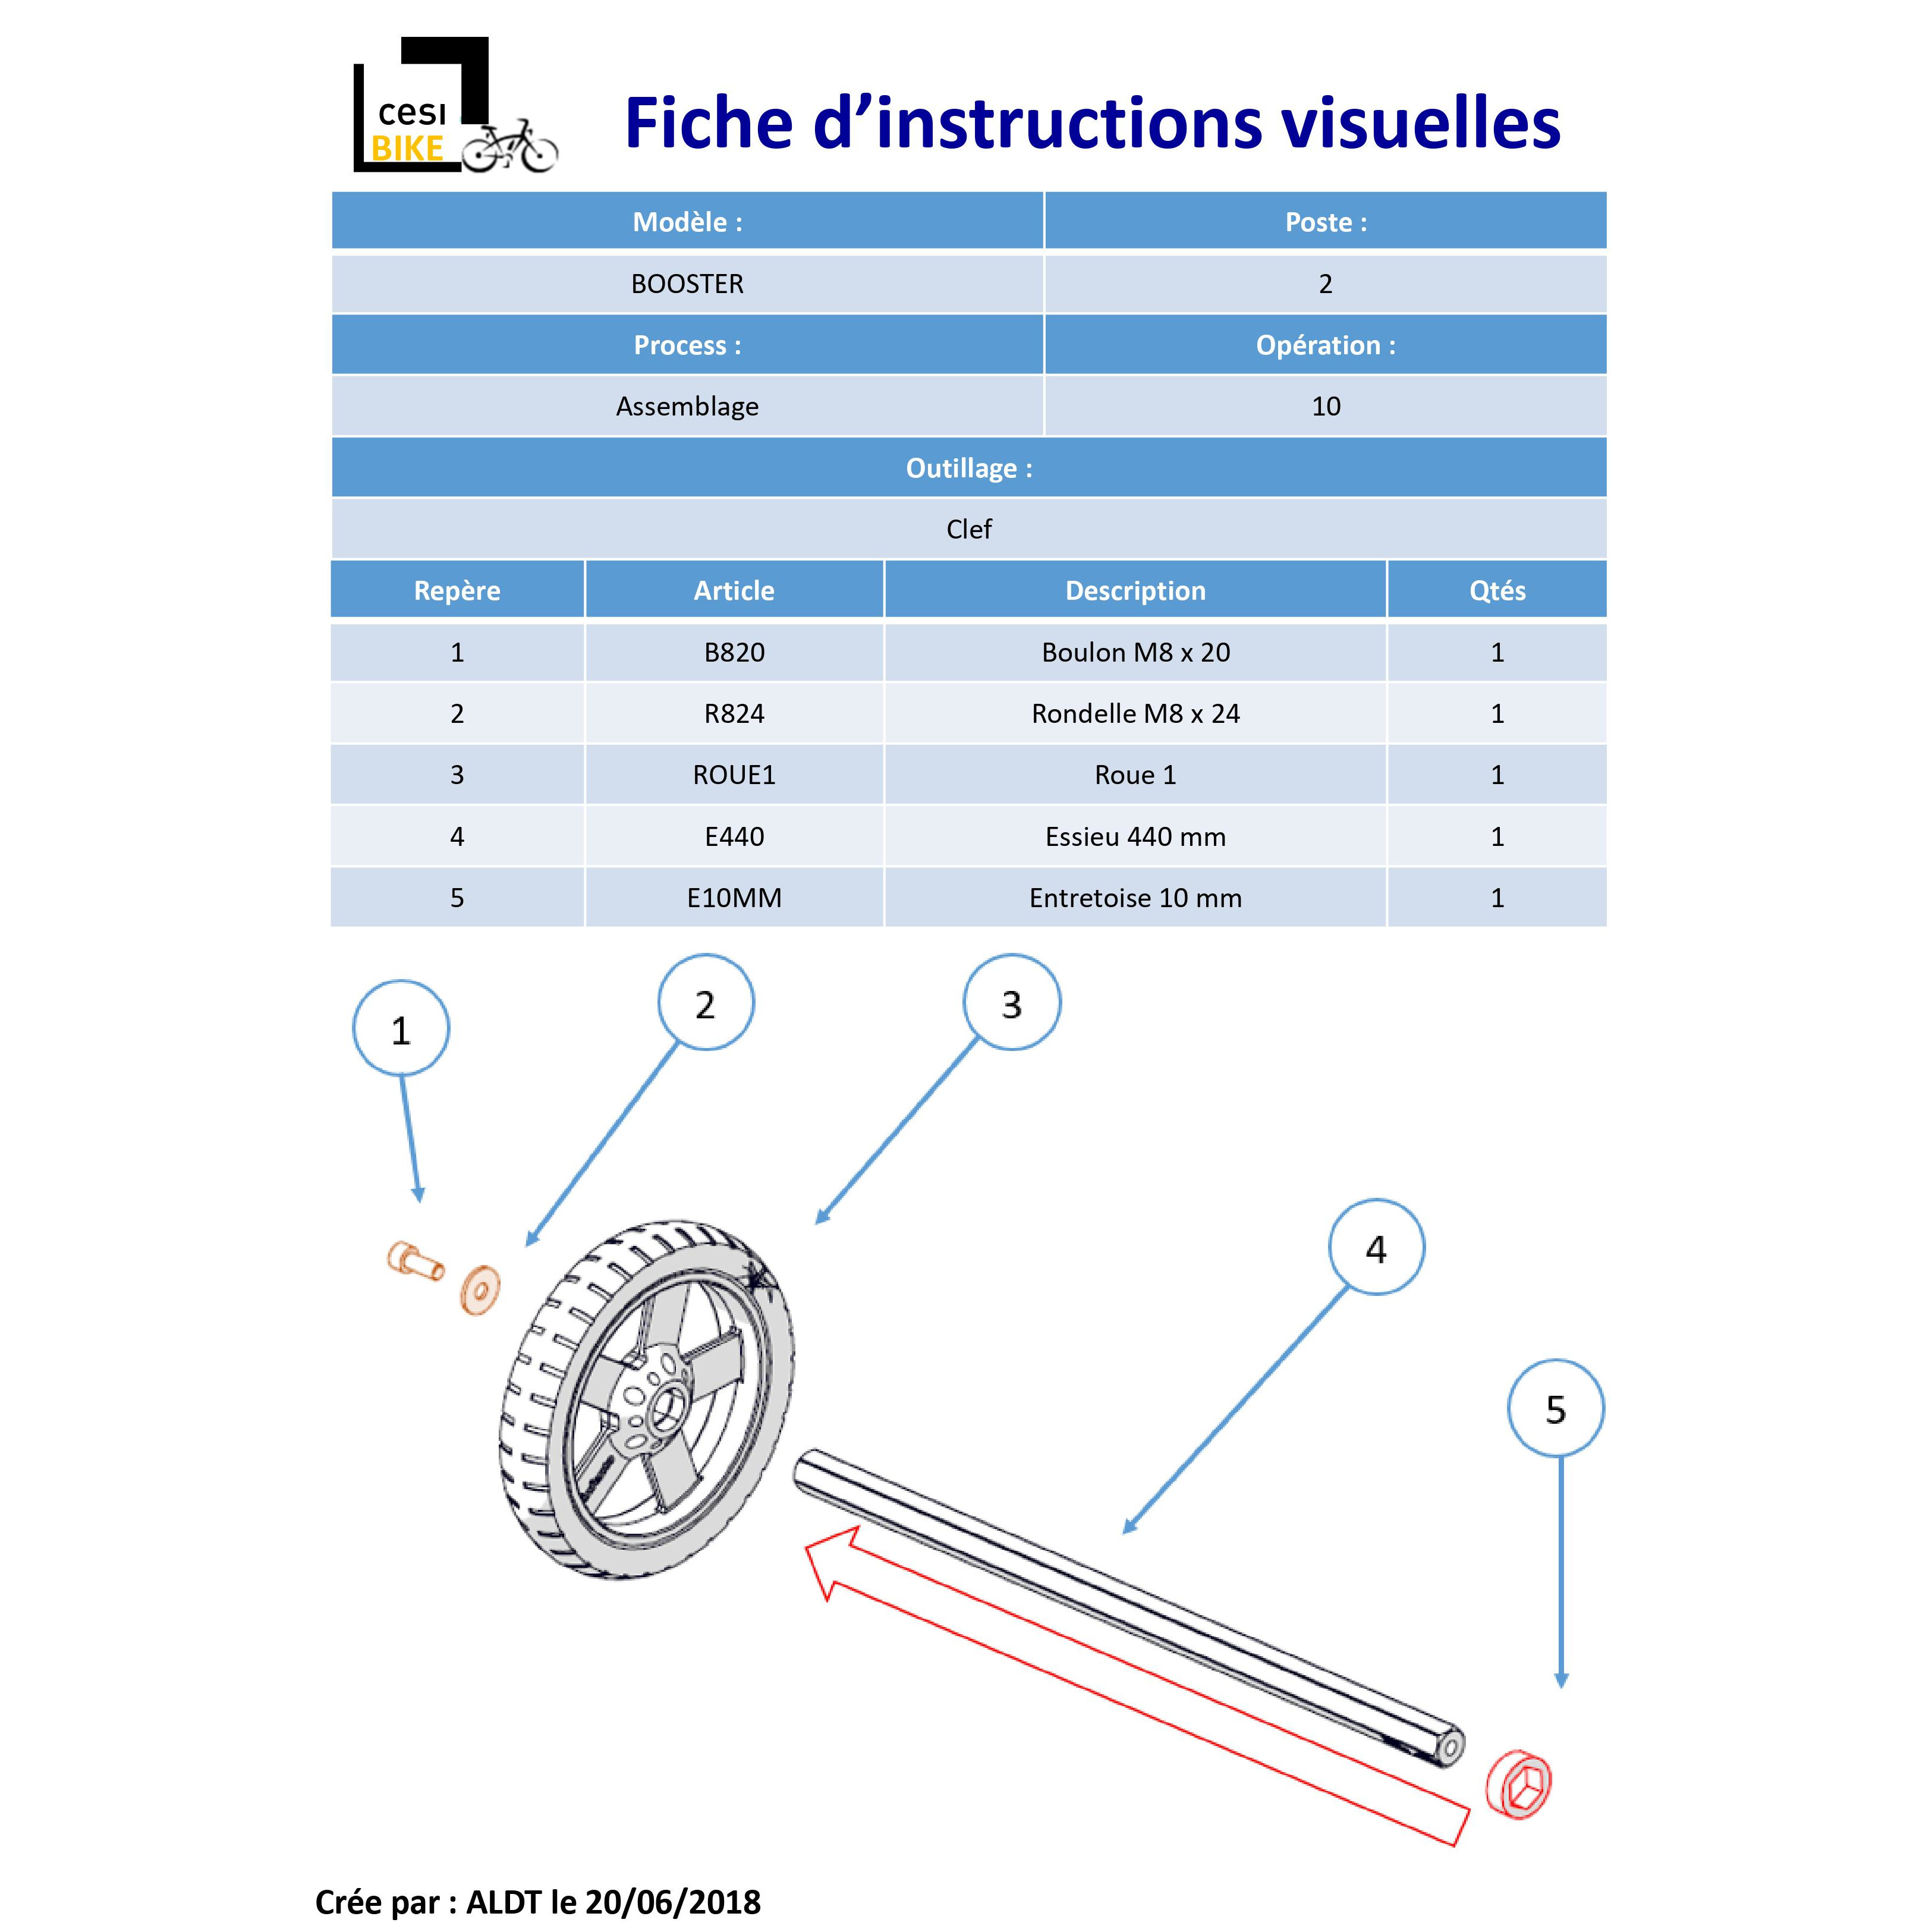 cesi
BIKE
Fiche d’instructions visuelles
Modèle : Poste :
BOOSTER 2
Process : Opération :
Assemblage 10
Outillage :
Clef
Repère Article Description Qtés
1 B820 Boulon M8 x 20 1
2 R824 Rondelle M8 x 24 1
3 ROUE1 Roue 1 1
4 E440 Essieu 440 mm 1
5 E10MM Entretoise 10 mm 1
1
2
3
4
5
Crée par : ALDT le 20/06/2018